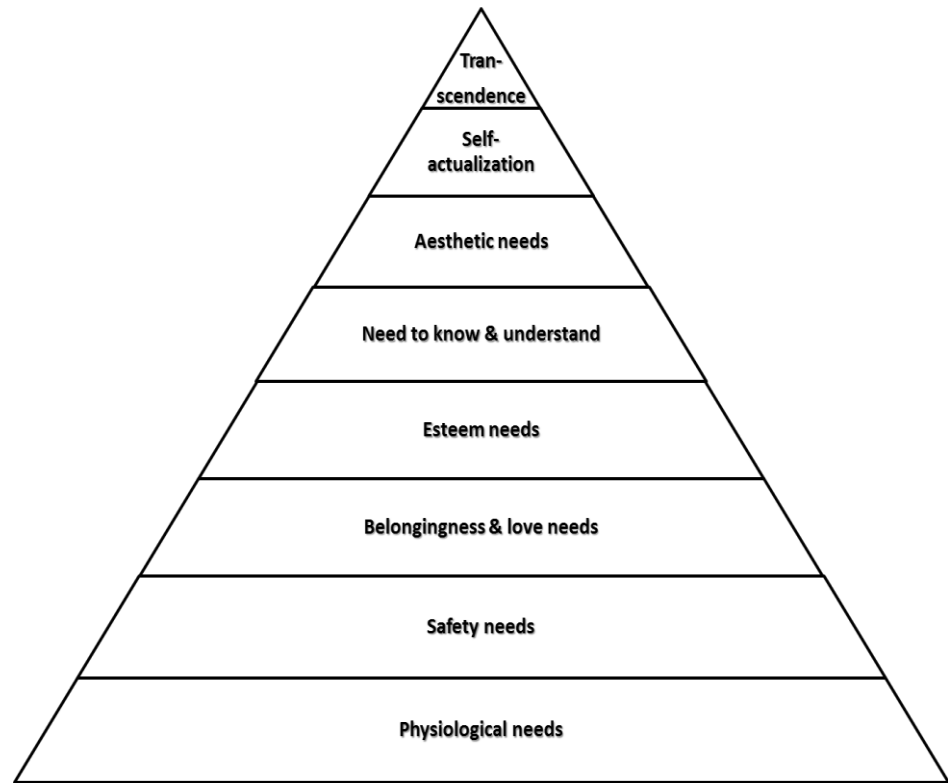 Tran-
scendence
Self-
actualization
Aesthetic needs
Need to know & understand
Esteem needs
Belongingness & love needs
Safety needs
Physiological needs